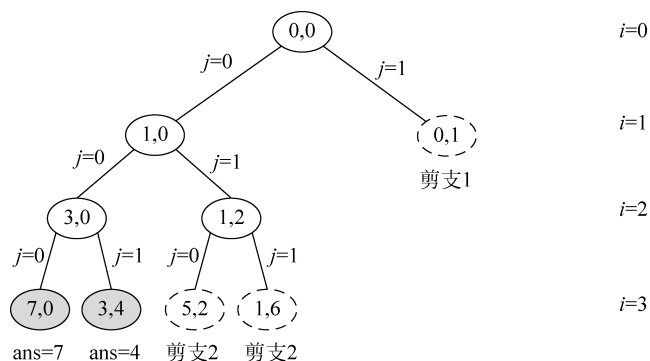 0,0
i=0
j=0
j=1
1,0
0,1
i=1
剪支1
j=0
j=1
3,0
1,2
i=2
j=0
j=1
j=0
j=1
7,0
3,4
5,2
1,6
i=3
ans=7
ans=4
剪支2
剪支2